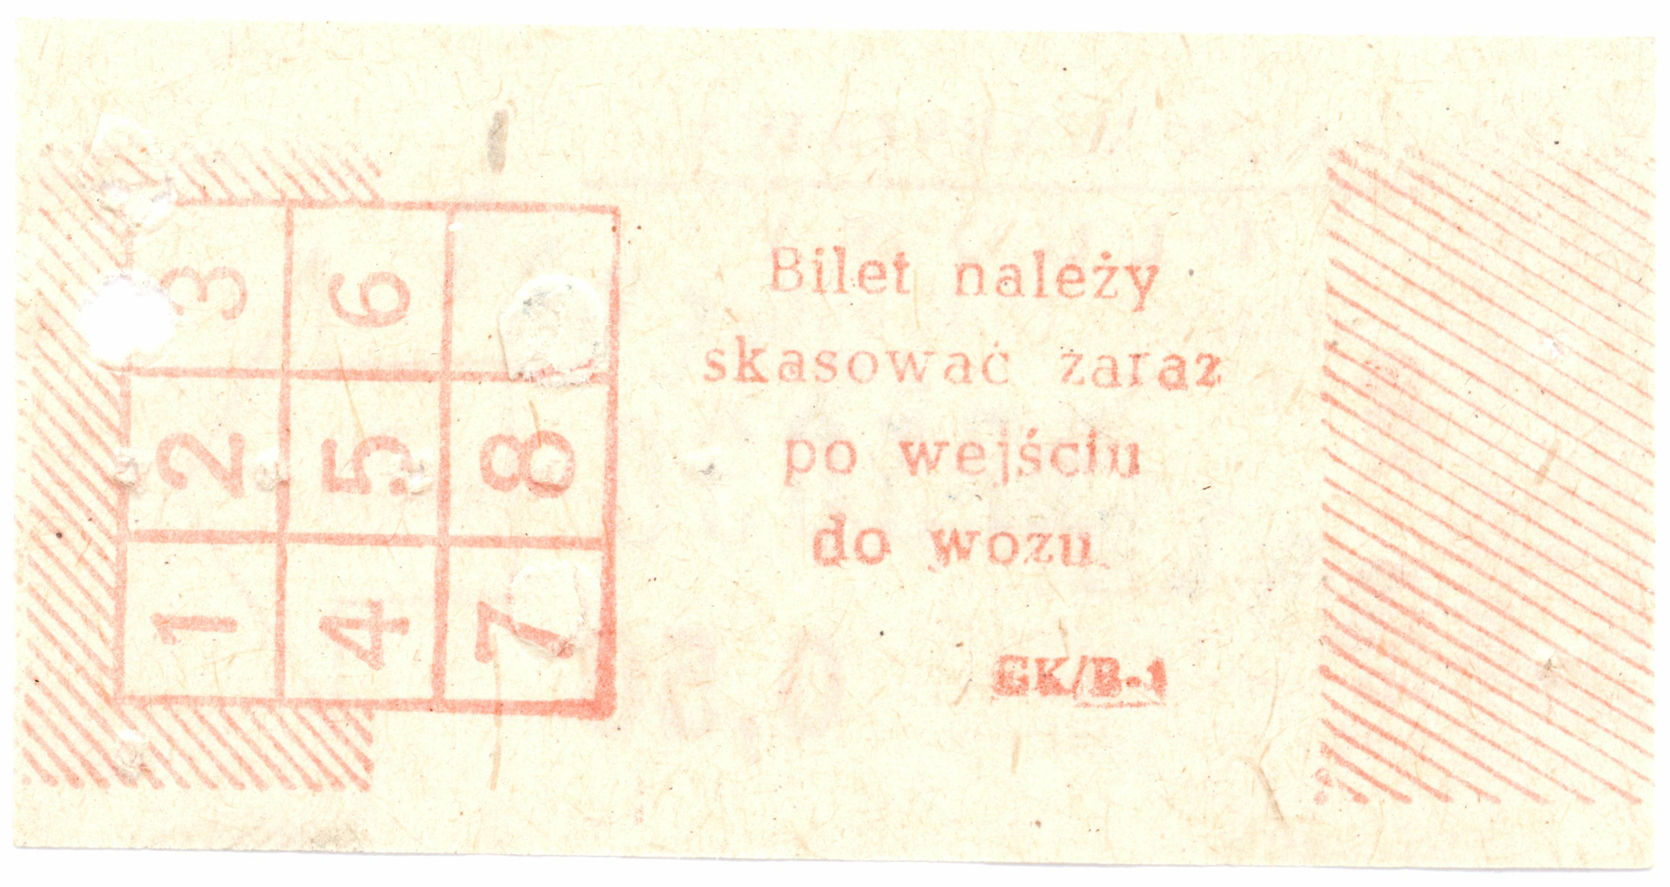 1 2 3
4 5 6
7 8
Bilet należy
skasować zaraz
po wejściu
do wozu
GK/B-1